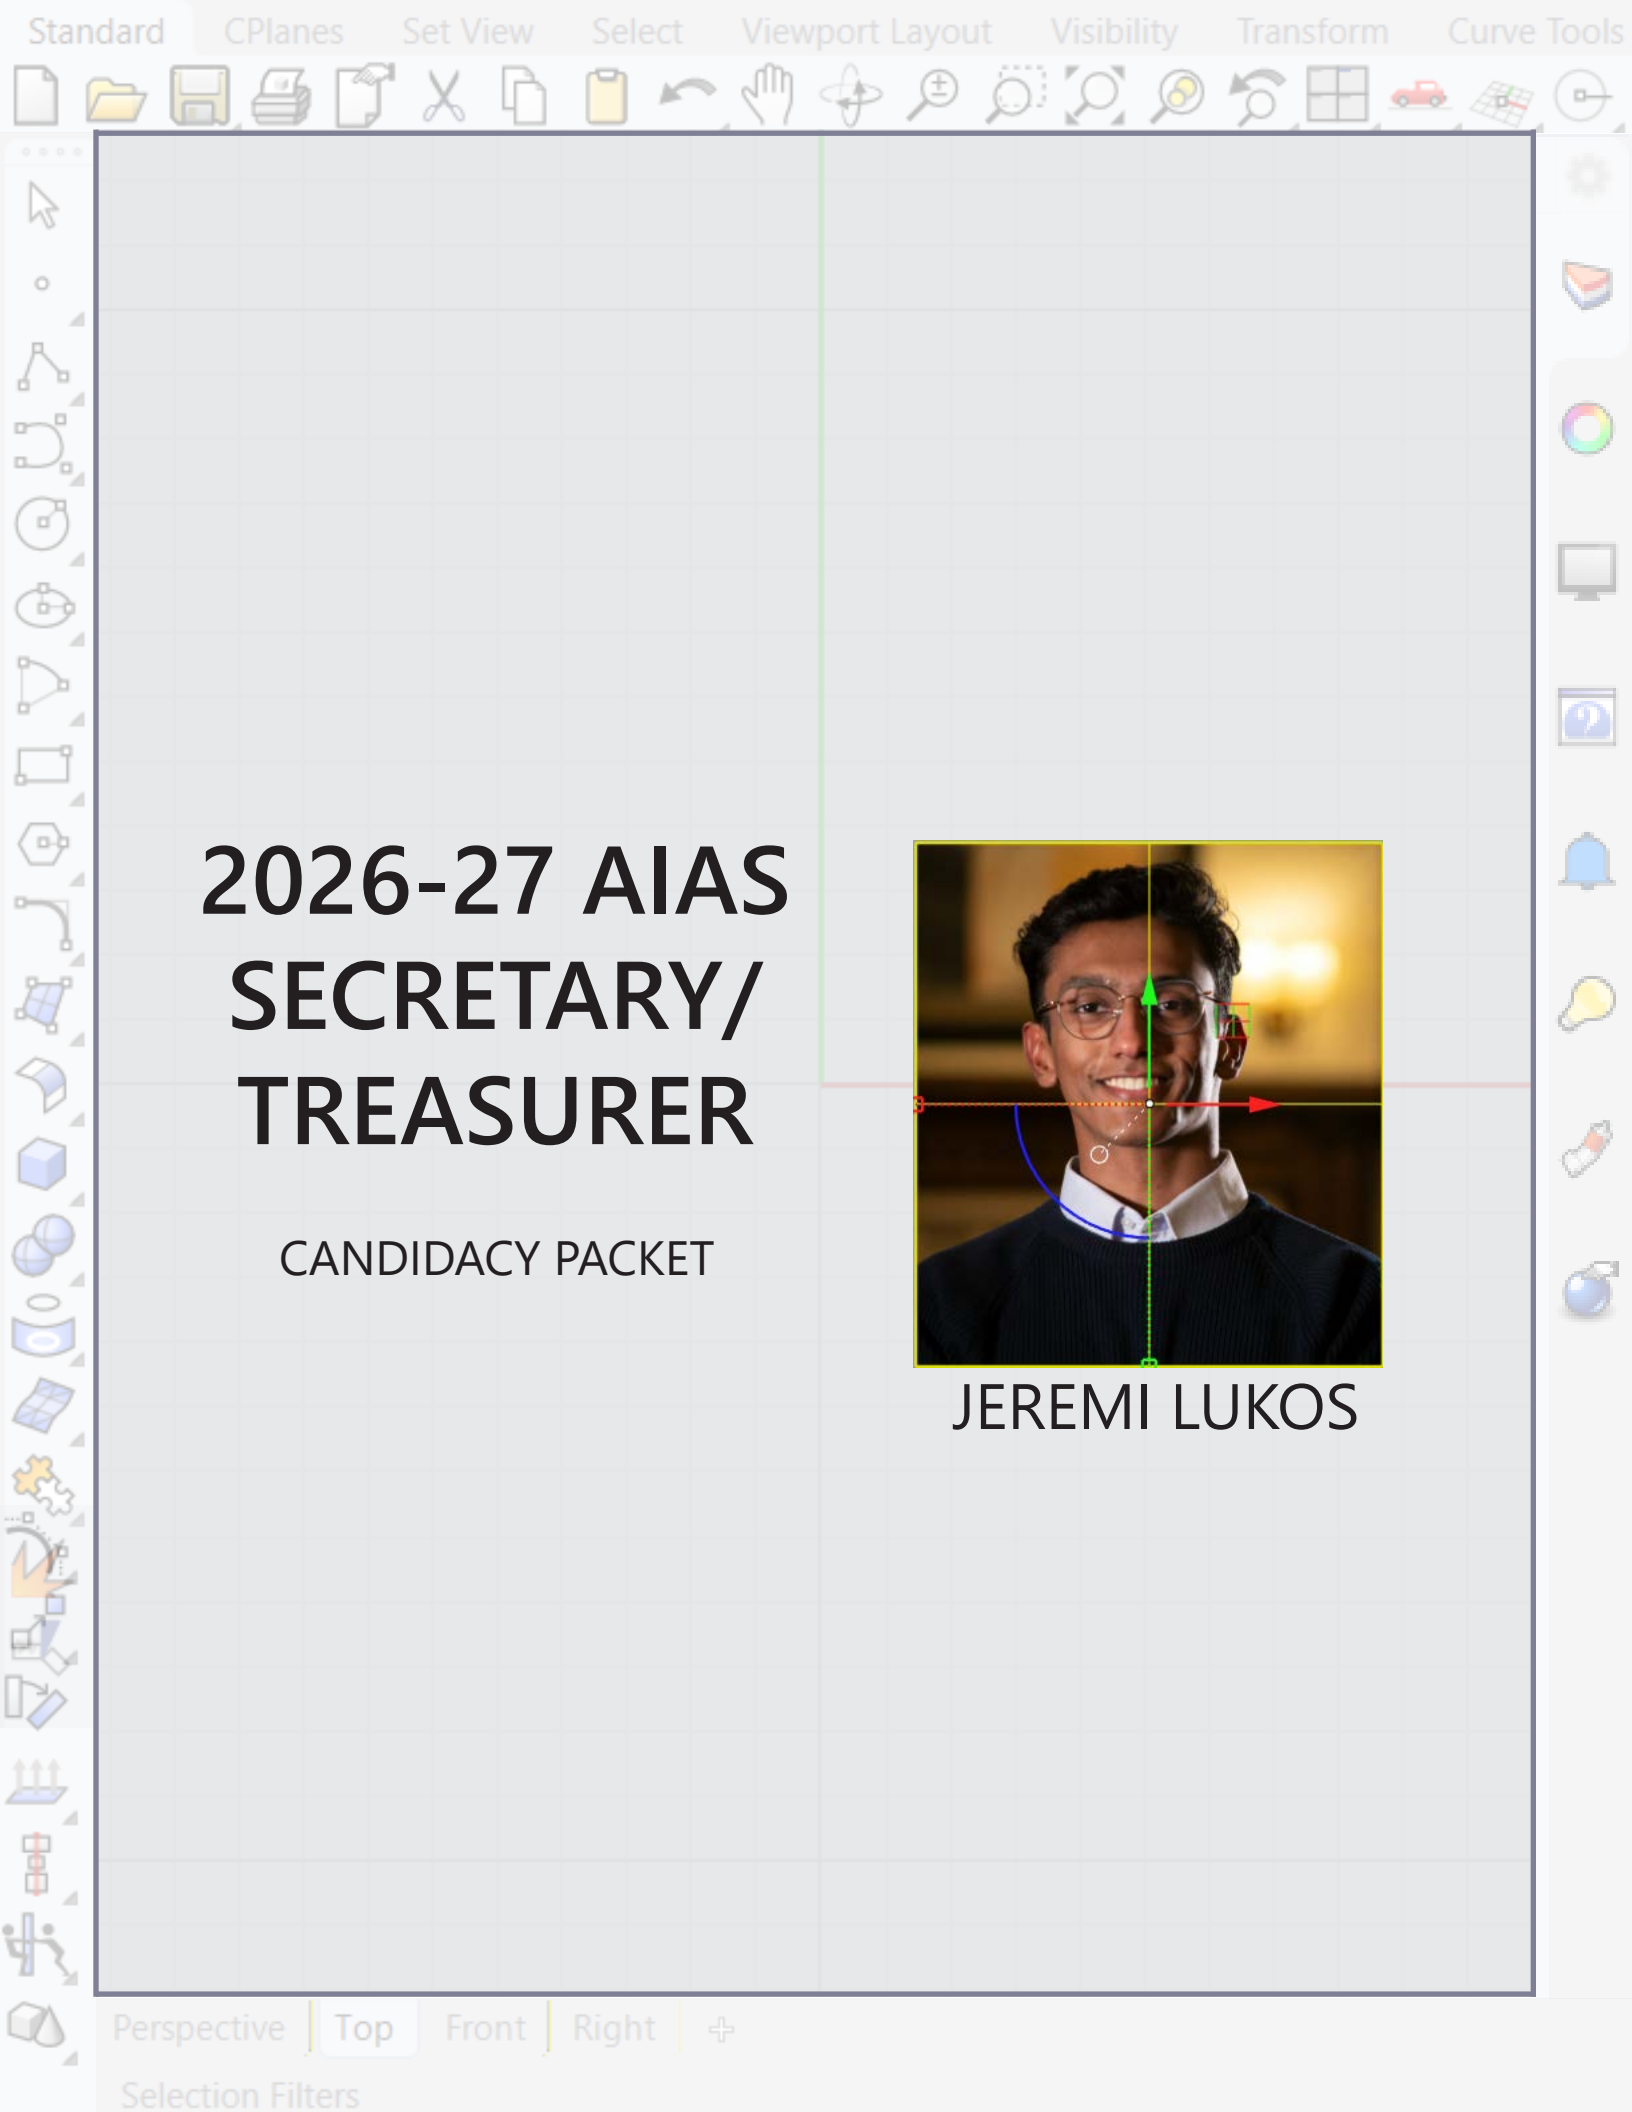 Standard CPlanes Set View Select Viewport Layout Visibility Transform Curve Tools
2026-27 AIAS
SECRETARY/
TREASURER
CANDIDACY PACKET
JEREMI LUKOS
Perspective Top Front Right
Selection Filters